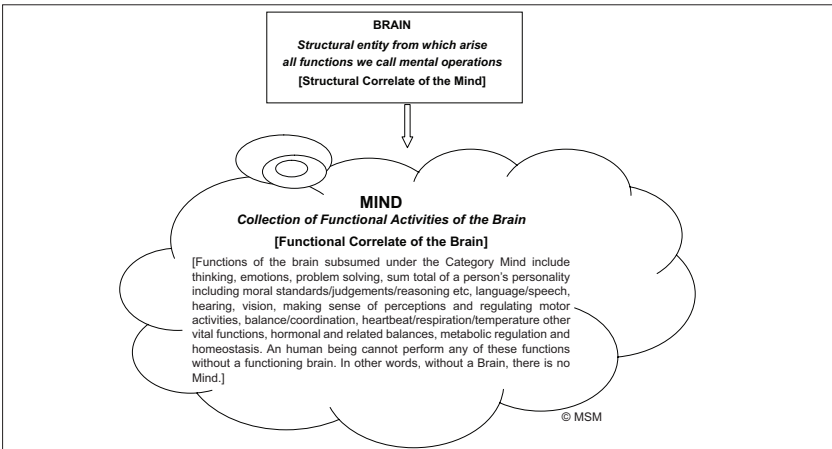 BRAIN
Structural entity from which arise
all functions we call mental operations
[Structural Correlate of the Mind]
MIND
Collection of Functional Activities of the Brain
[Functional Correlate of the Brain]
[Functions of the brain subsumed under the Category Mind include
thinking, emotions, problem solving, sum total of a person's personality
including moral standards/judgements/reasoning etc, language/speech,
hearing, vision, making sense of perceptions and regulating motor
activities, balance/coordination, heartbeat/respiration/temperature other
vital functions, hormonal and related balances, metabolic regulation and
homeostasis. An human being cannot perform any of these functions
without a functioning brain. In other words, without a Brain, there is no
Mind.]
© MSM